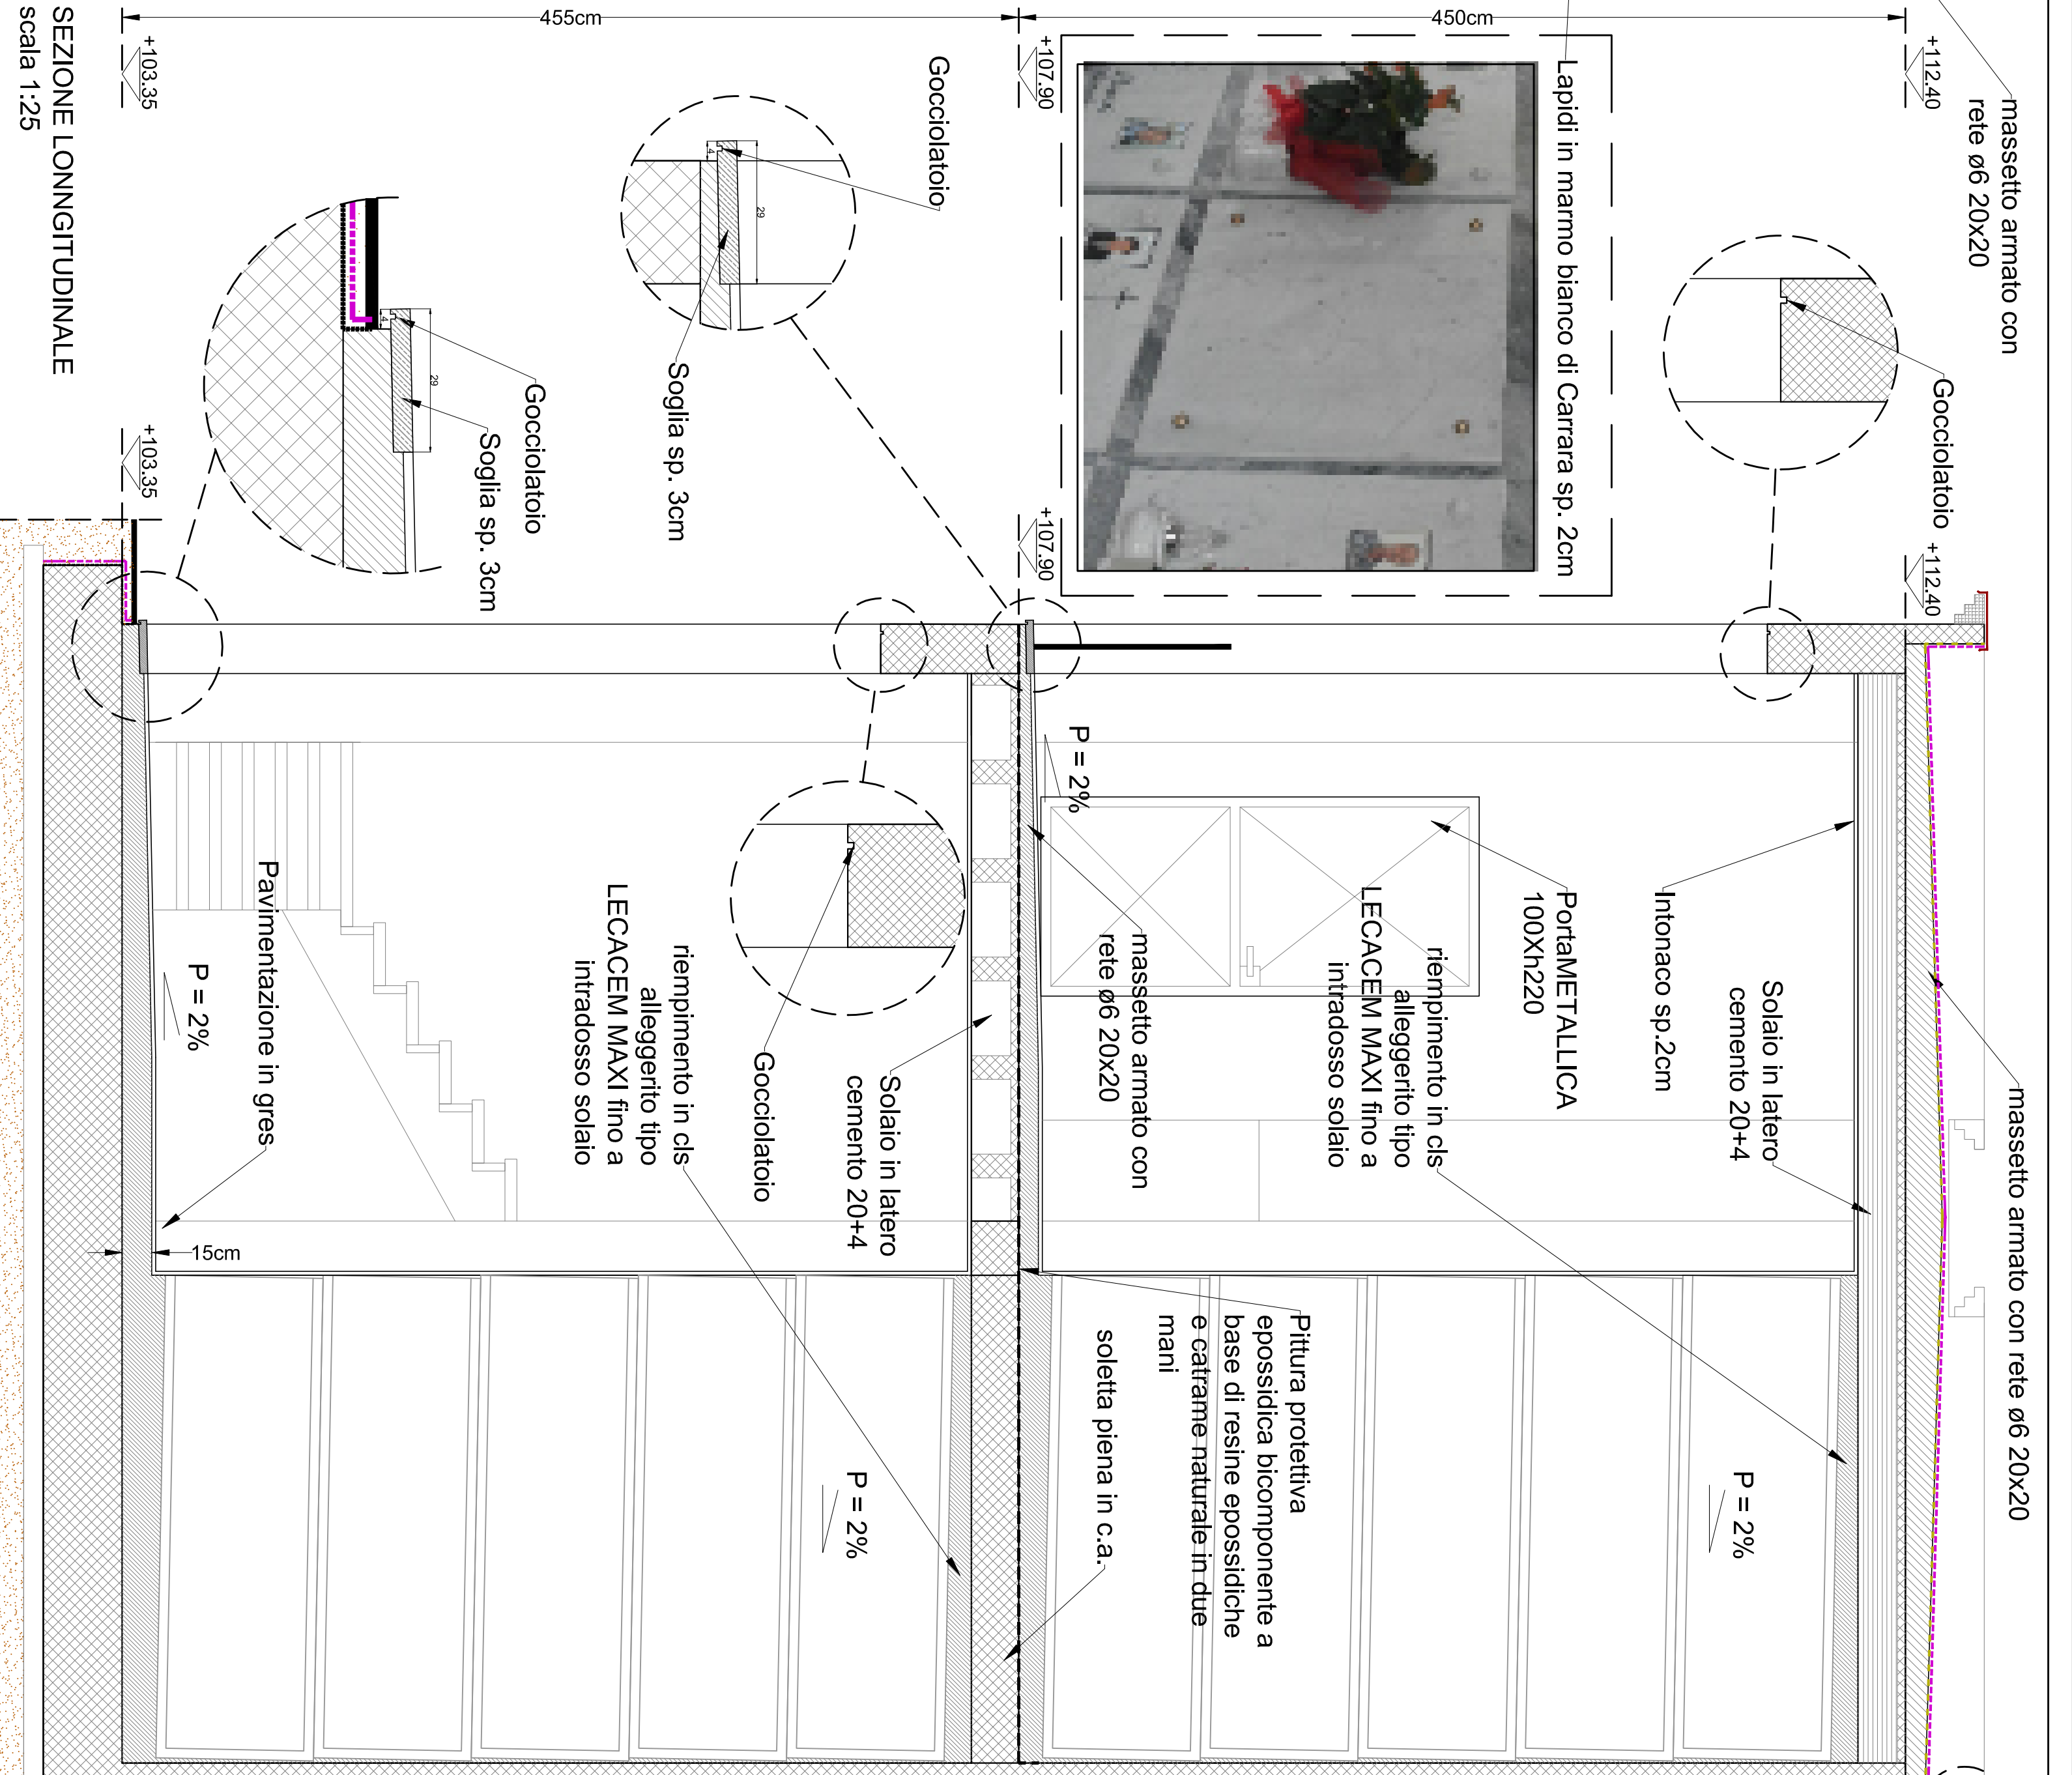 massetto armato con rete ø6 20x20
massetto armato con
rete ø6 20x20
+112.40
+112.40
450cm
Gocciolatoio
Solaio in latero
cemento 20+4
P = 2%
Intonaco sp.2cm
Lapidi in marmo bianco di Carrara sp. 2cm
PortaMETALLICA
100Xh220
riempimento in cls
alleggerito tipo
LECACEM MAXI fino a
intradosso solaio
Pittura protettiva
epossidica bicomponente a
base di resine epossidiche
e catrame naturale in due
mani
massetto armato con
rete ø6 20x20
soletta piena in c.a.
P = 2%
+107.90
+107.90
455cm
Gocciolatoio
29
4
Soglia sp. 3cm
Solaio in latero
cemento 20+4
P = 2%
Gocciolatoio
riempimento in cls
alleggerito tipo
LECACEM MAXI fino a
intradosso solaio
Gocciolatoio
29
4
Soglia sp. 3cm
Pavimentazione in gres
15cm
P = 2%
+103.35
+103.35
SEZIONE LONNGITUDINALE
scala 1:25